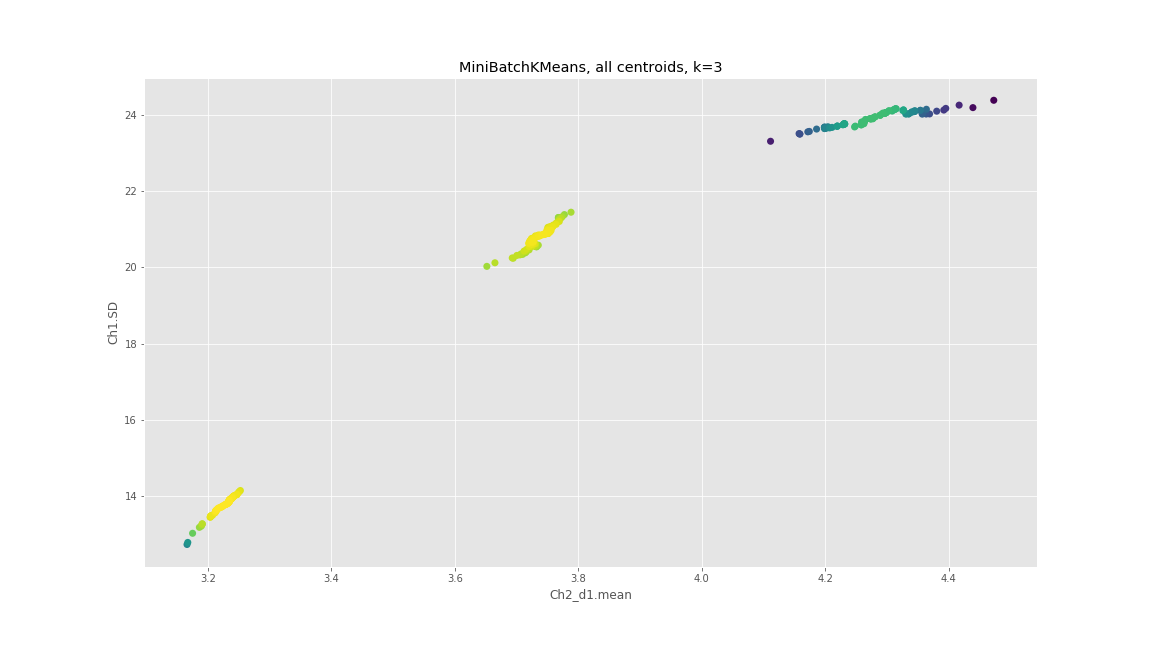 MiniBatchKMeans, all centroids, k=3
24
22
20
18
16
14
Ch1.SD
3.2 3.4 3.6 3.8 4.0 4.2 4.4
Ch2_d1.mean